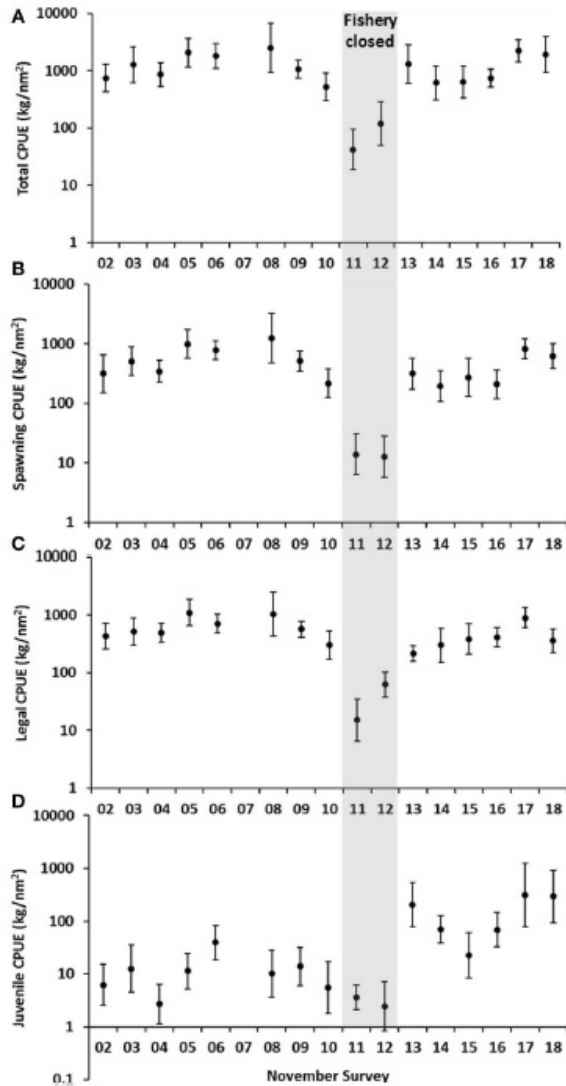 A
Fishery
closed
Total CPUE (kg/nm²)
10000
1000
100
10
1
02 03 04 05 06 07 08 09 10 11 12 13 14 15 16 17 18
B
Spawning CPUE (kg/nm²)
10000
1000
100
10
1
02 03 04 05 06 07 08 09 10 11 12 13 14 15 16 17 18
C
Legal CPUE (kg/nm²)
10000
1000
100
10
1
02 03 04 05 06 07 08 09 10 11 12 13 14 15 16 17 18
D
Juvenile CPUE (kg/nm²)
10000
1000
100
10
1
0.1
02 03 04 05 06 07 08 09 10 11 12 13 14 15 16 17 18
November Survey